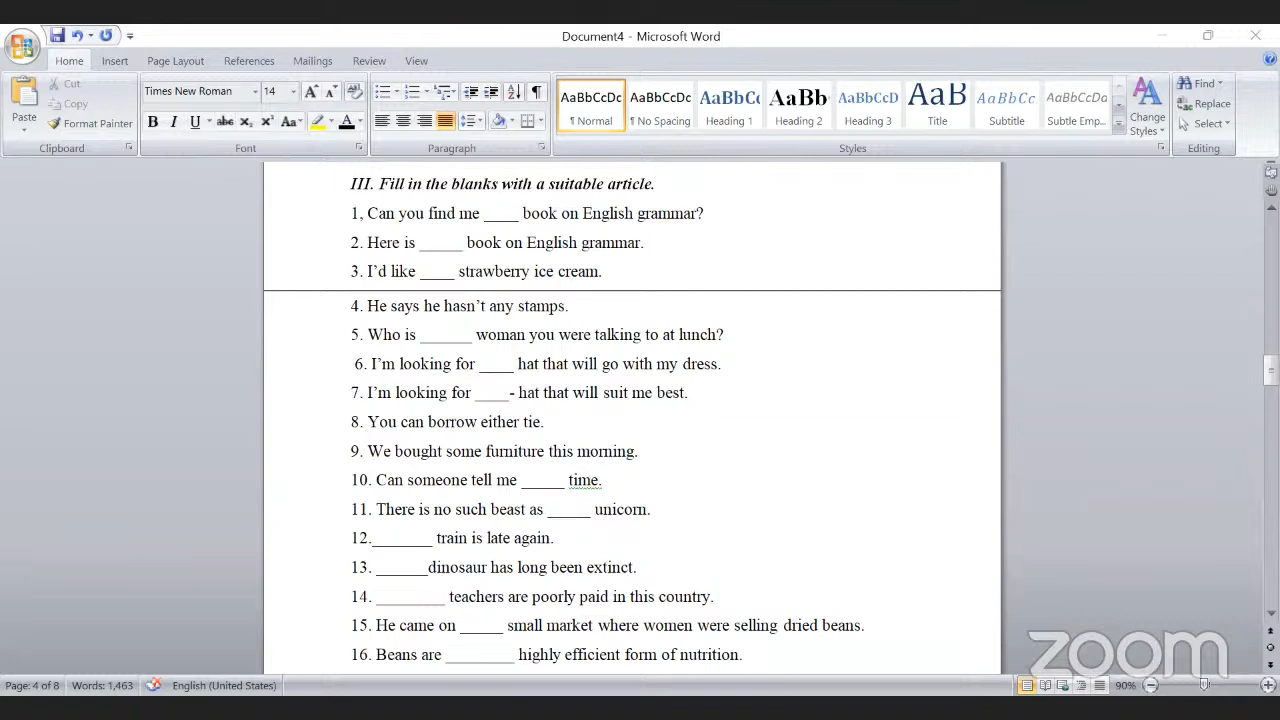 Document4 - Microsoft Word
Home Insert Page Layout References Mailings Review View
Paste
Cut
Copy
Format Painter
Clipboard
Times New Roman 14
Font
Paragraph
AaBbCcDc AaBbCcDc AaBbCc AaBbCc AaBbCcD AaB AaBbCc AaBbCcDa
¶ Normal ¶ No Spacing Heading 1 Heading 2 Heading 3 Title Subtitle Subtle Emp...
Styles
Change Styles
Find
Replace
Select
Editing
III. Fill in the blanks with a suitable article.
1, Can you find me ____ book on English grammar?
2. Here is _____ book on English grammar.
3. I’d like ____ strawberry ice cream.
4. He says he hasn’t any stamps.
5. Who is ______ woman you were talking to at lunch?
6. I’m looking for ____ hat that will go with my dress.
7. I’m looking for ____- hat that will suit me best.
8. You can borrow either tie.
9. We bought some furniture this morning.
10. Can someone tell me _____ time.
11. There is no such beast as _____ unicorn.
12._______ train is late again.
13. ______dinosaur has long been extinct.
14. ________ teachers are poorly paid in this country.
15. He came on _____ small market where women were selling dried beans.
16. Beans are ________ highly efficient form of nutrition.
zoom
Page: 4 of 8 Words: 1,463 English (United States) 90%